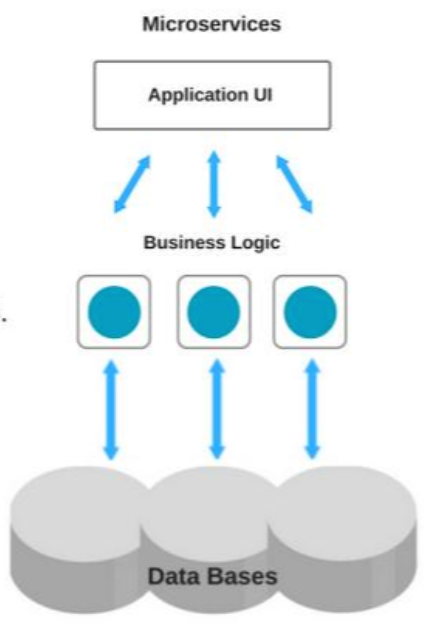 Microservices
Application UI
Business Logic
.
Data Bases